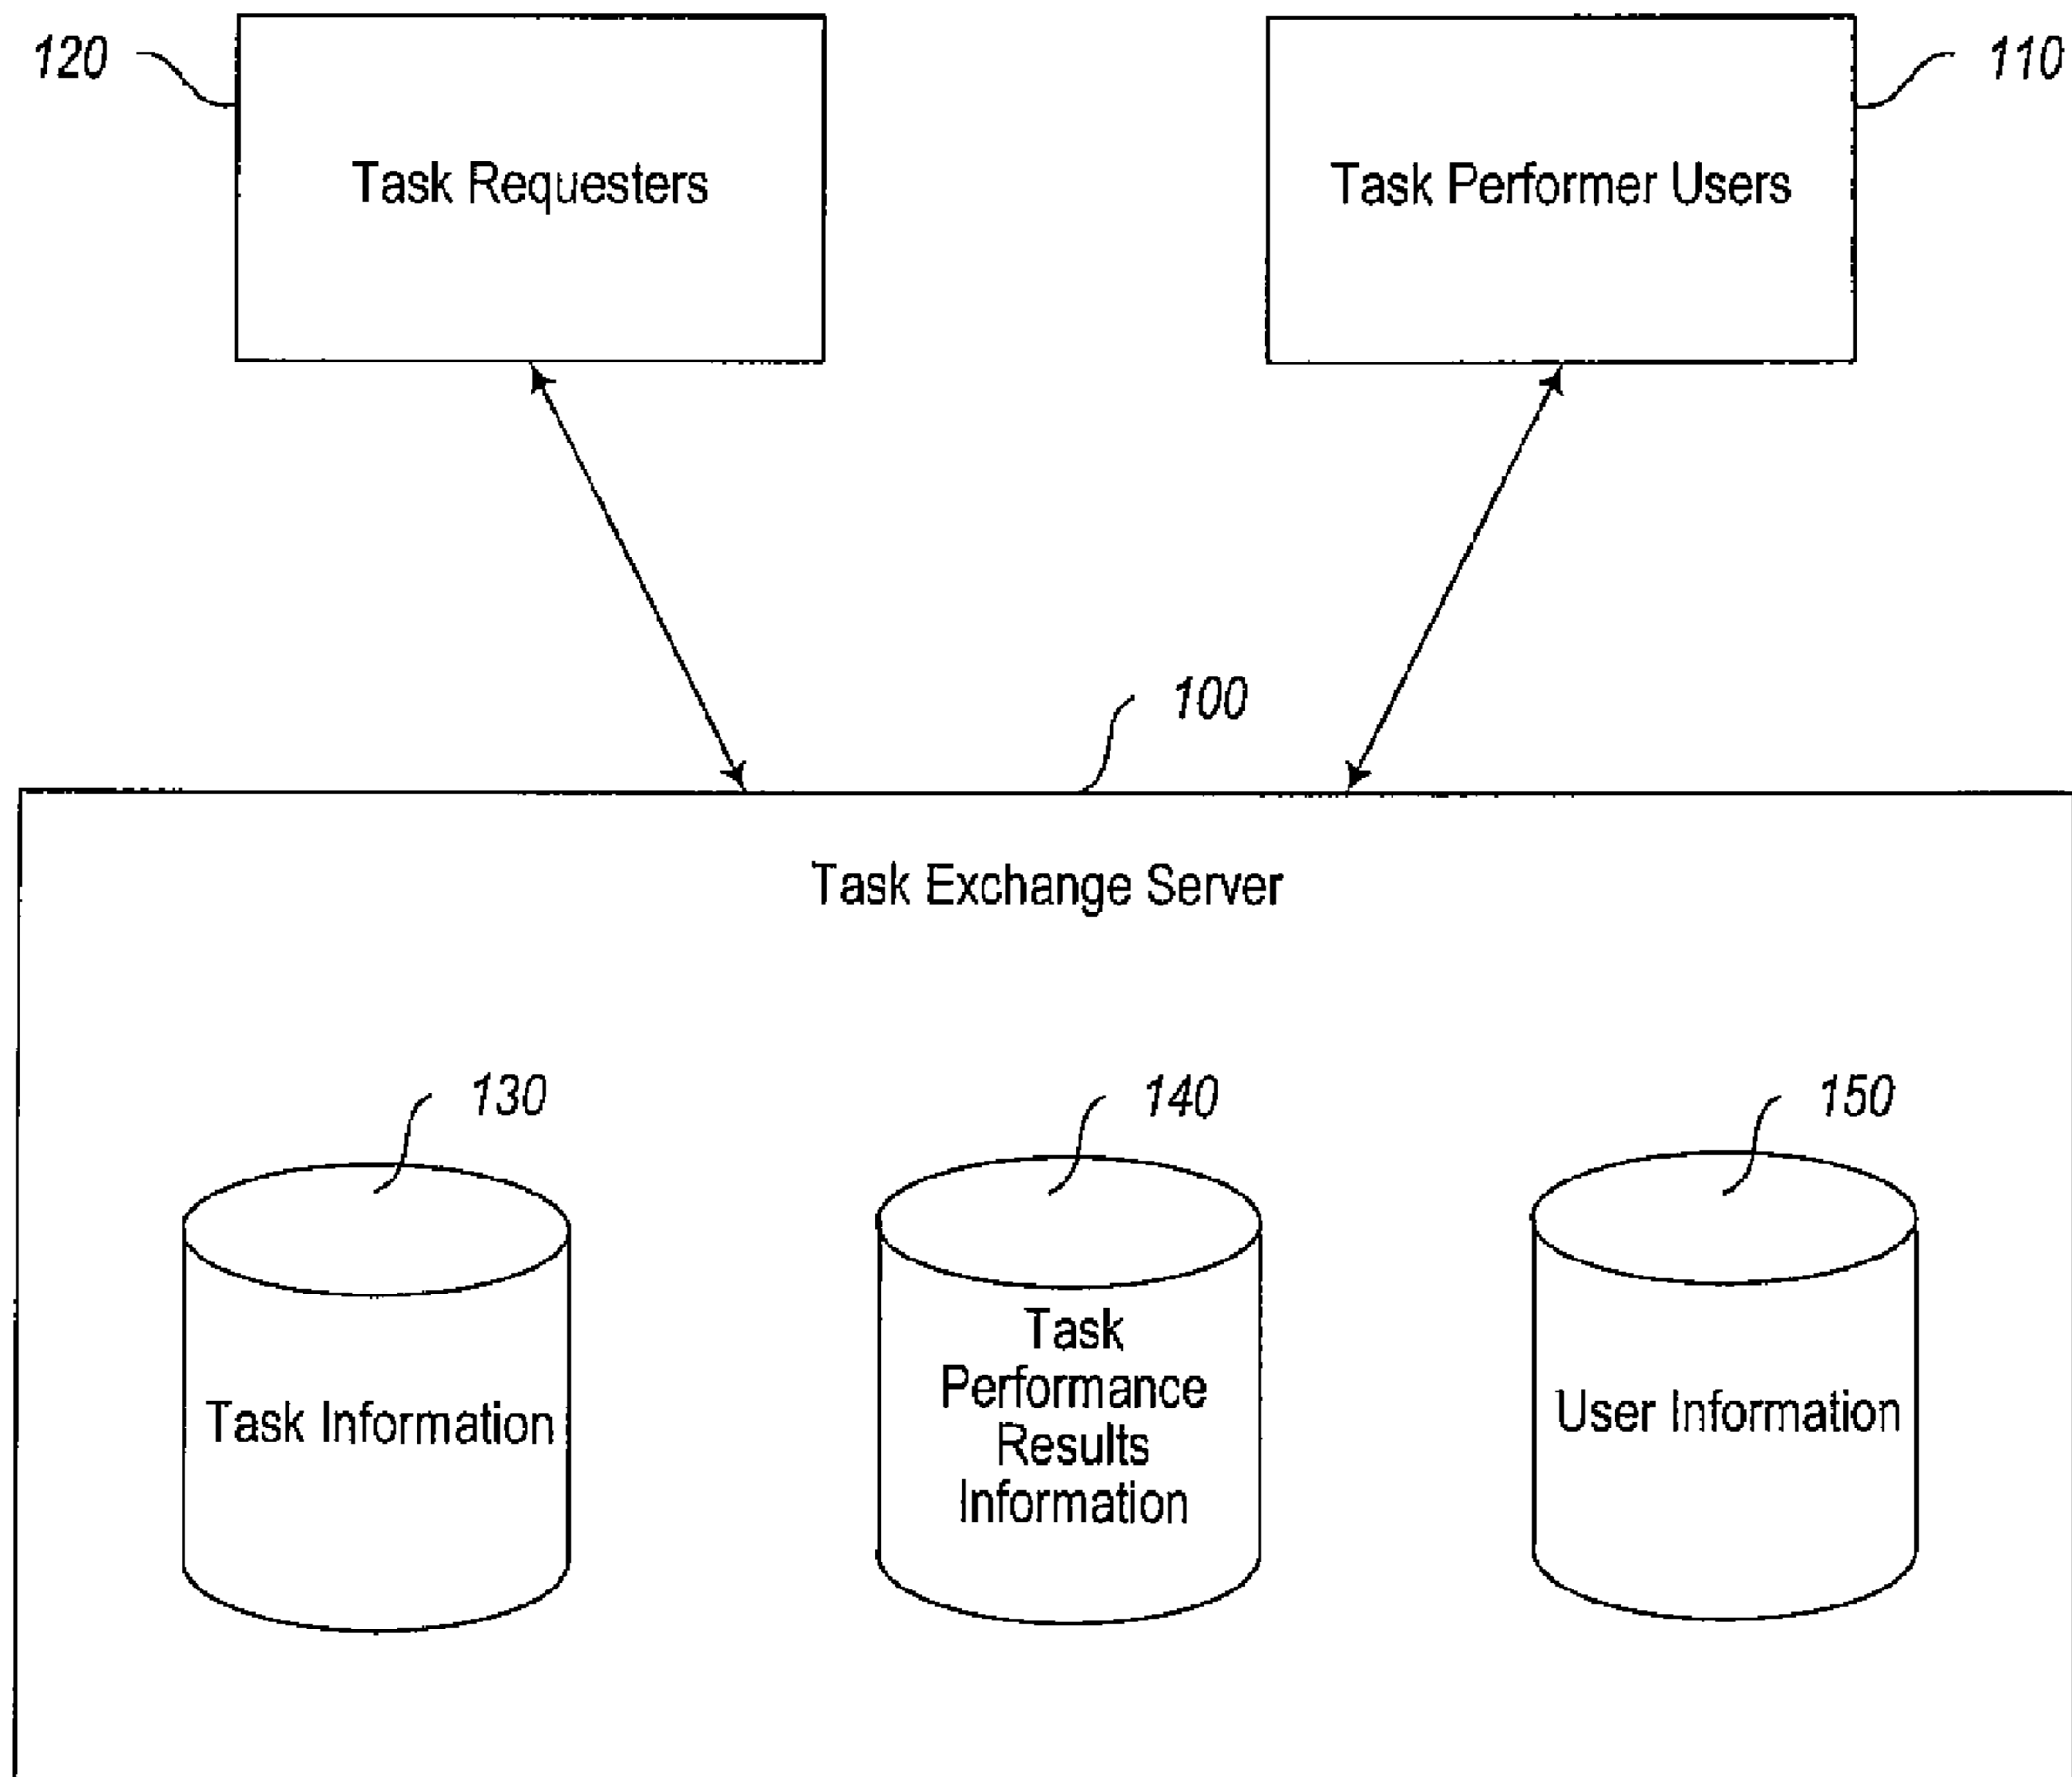 120
110
Task Requesters
Task Performer Users
100
Task Exchange Server
130
140
150
Task Information
Task
Performance
Results
Information
User Information